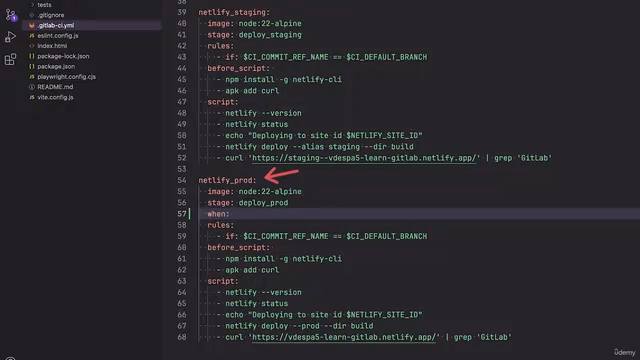 tests
.gitignore
.gitlab-ci.yml
eslint.config.js
index.html
package-lock.json
package.json
playwright.config.cjs
README.md
vite.config.js
38
39 netlify_staging:
40 image: node:22-alpine
41 stage: deploy_staging
42 rules:
43 - if: $CI_COMMIT_REF_NAME == $CI_DEFAULT_BRANCH
44 before_script:
45 - npm install -g netlify-cli
46 - apk add curl
47 script:
48 - netlify --version
49 - netlify status
50 - echo "Deploying to site id $NETLIFY_SITE_ID"
51 - netlify deploy --alias staging --dir build
52 - curl 'https://staging--vdespa5-learn-gitlab.netlify.app/' | grep 'GitLab'
53
54 netlify_prod:
55 image: node:22-alpine
56 stage: deploy_prod
57 when:
58 rules:
59 - if: $CI_COMMIT_REF_NAME == $CI_DEFAULT_BRANCH
60 before_script:
61 - npm install -g netlify-cli
62 - apk add curl
63 script:
64 - netlify --version
65 - netlify status
66 - echo "Deploying to site id $NETLIFY_SITE_ID"
67 - netlify deploy --prod --dir build
68 - curl 'https://vdespa5-learn-gitlab.netlify.app/' | grep 'GitLab'
udemy